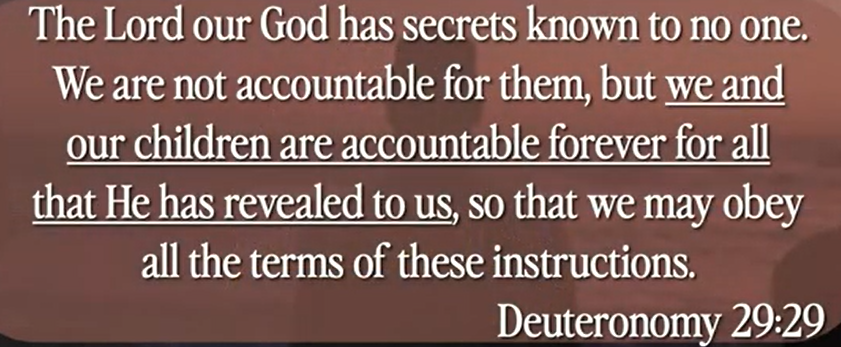 The Lord our God has secrets known to no one.
We are not accountable for them, but we and
our children are accountable forever for all
that He has revealed to us, so that we may obey
all the terms of these instructions.
Deuteronomy 29:29